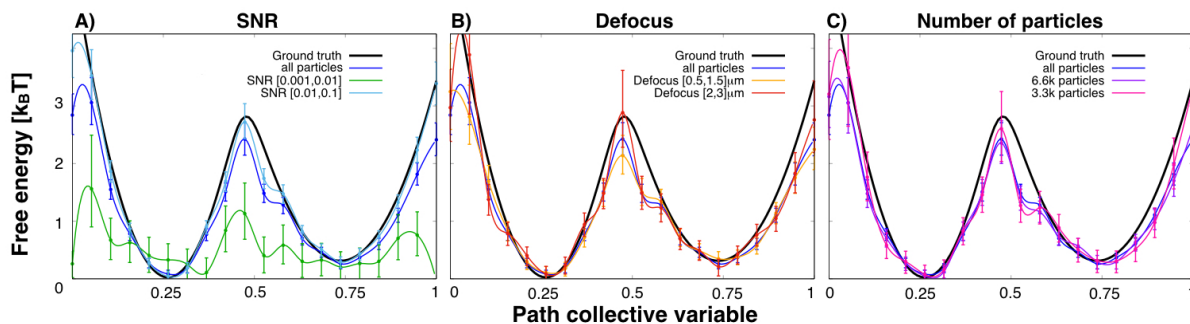 A) SNR
Ground truth
all particles
SNR [0.001,0.01]
SNR [0.01,0.1]
B) Defocus
Ground truth
all particles
Defocus [0.5,1.5]μm
Defocus [2,3]μm
C) Number of particles
Ground truth
all particles
6.6k particles
3.3k particles
Free energy [kBT]
3
2
1
0
0.25 0.5 0.75 1
0 0.25 0.5 0.75 1
0 0.25 0.5 0.75 1
Path collective variable